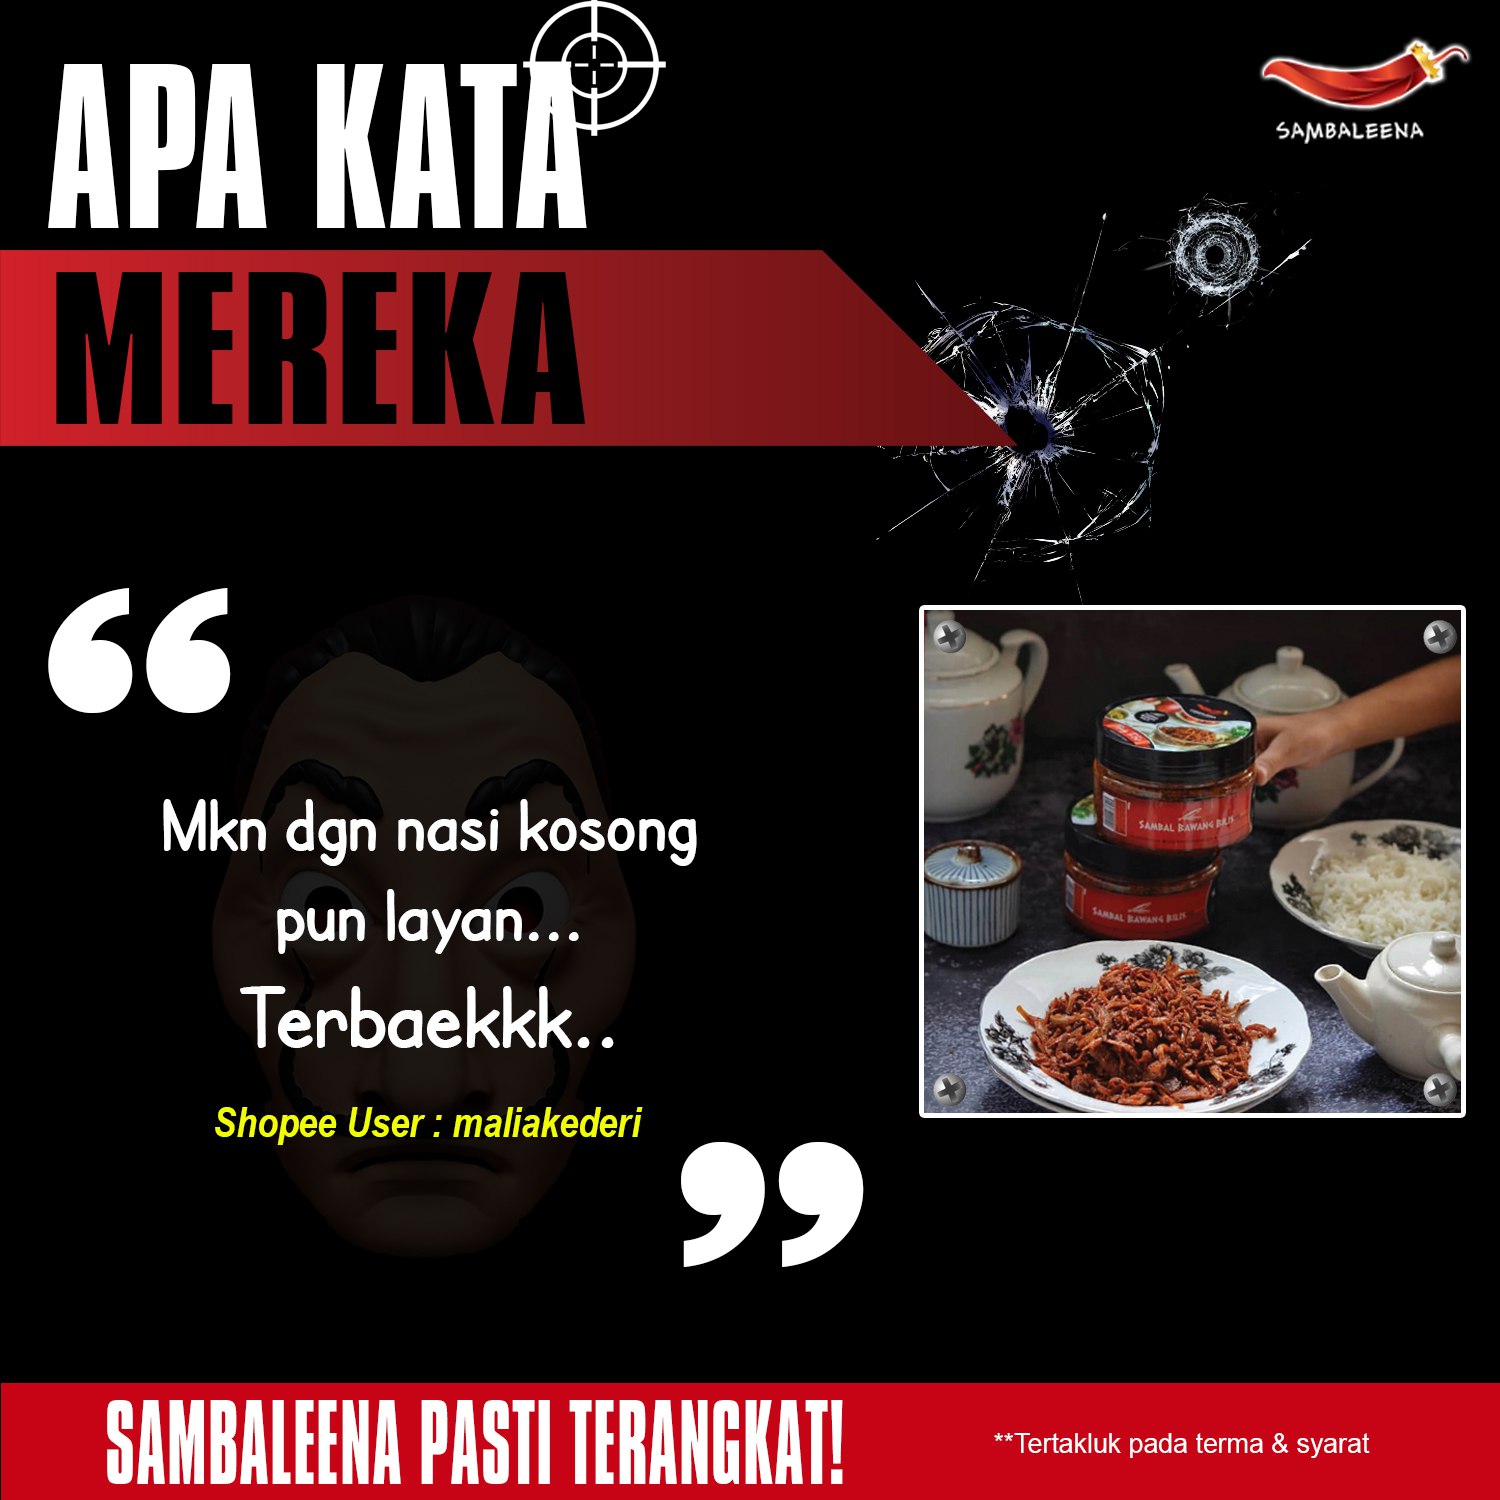 APA KATA
MEREKA
SAMBALEENA
Mkn dgn nasi kosong
pun layan...
Terbaekkk..
Shopee User : maliakederi
SAMBAL BAWANG BILIS
SAMBAL BAWANG BILIS
SAMBALEENA PASTI TERANGKAT!
**Tertakluk pada terma & syarat